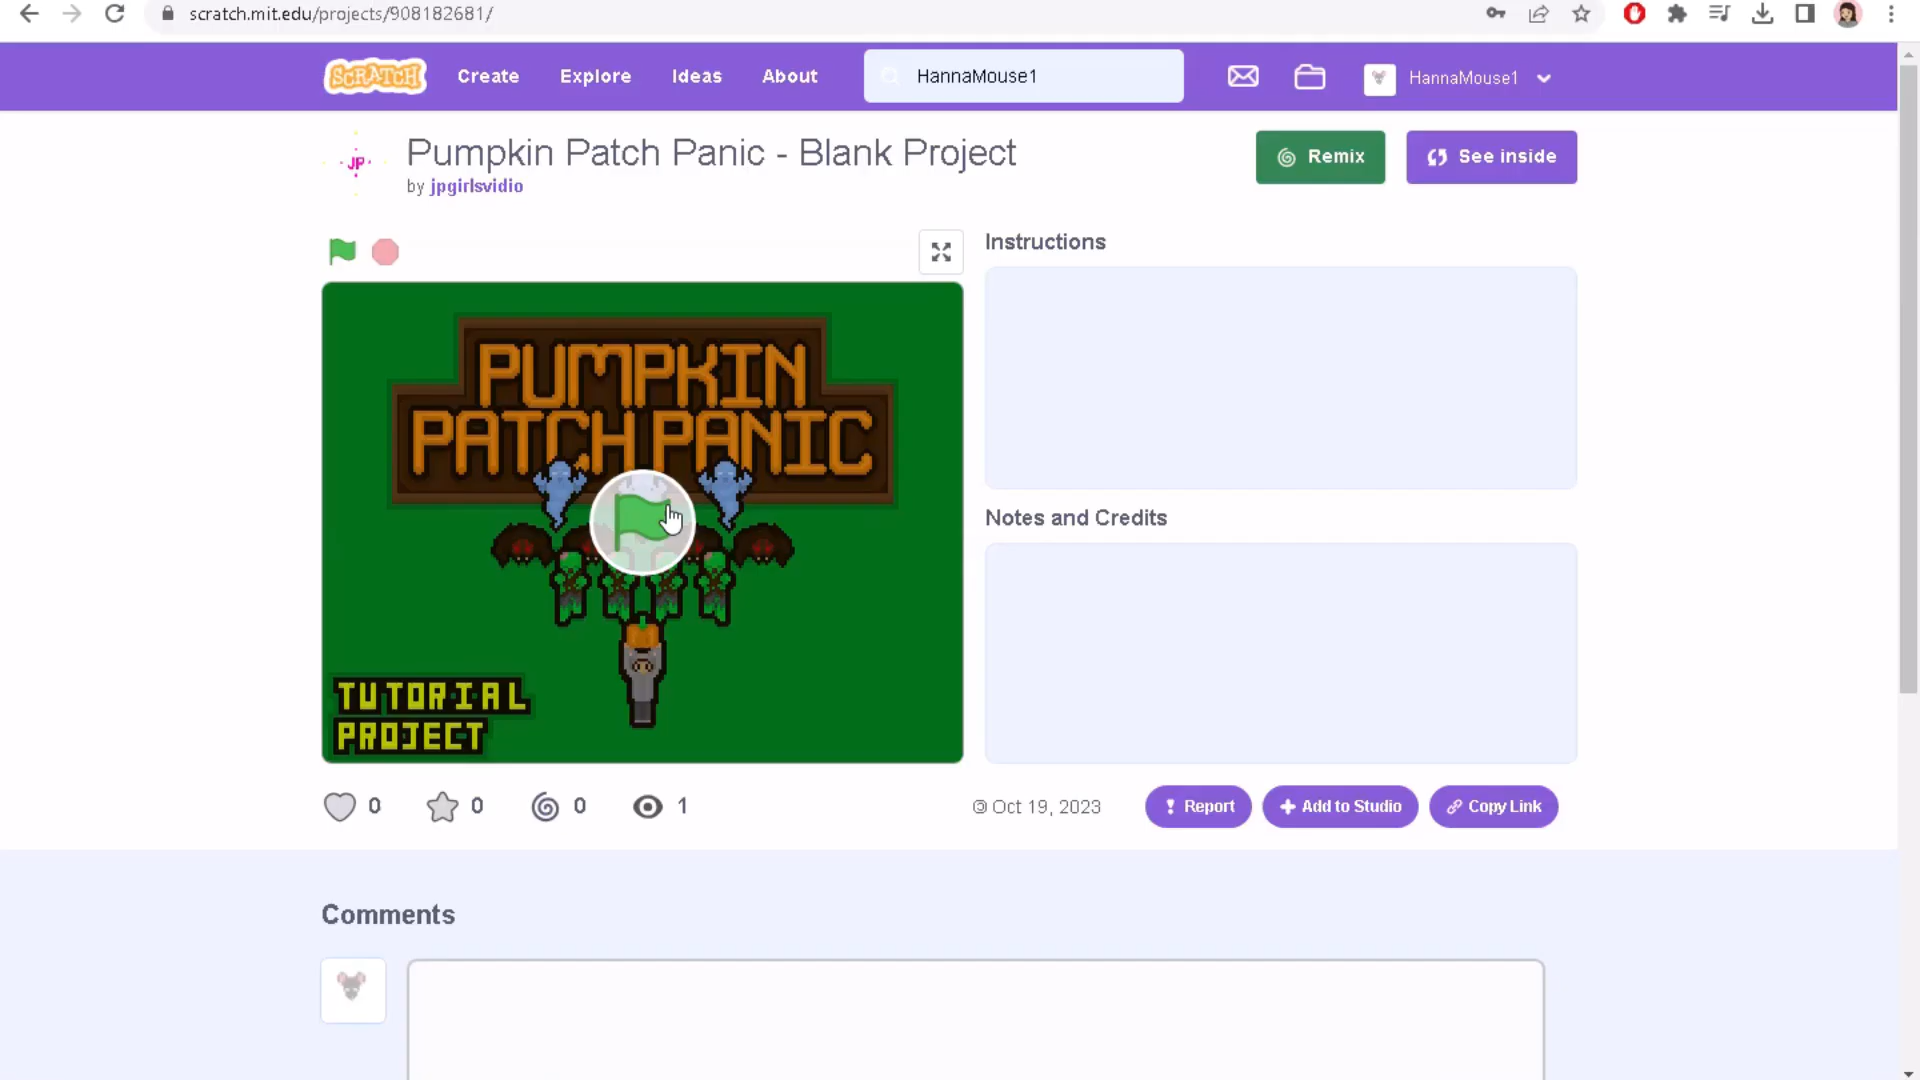 scratch.mit.edu/projects/908182681/
SCRATCH
Create
Explore
Ideas
About
HannaMouse1
HannaMouse1
JP
Pumpkin Patch Panic - Blank Project
by jpgirlsvidio
Remix
See inside
Instructions
PUMPKIN
PATCH PANIC
TUTORIAL
PROJECT
Notes and Credits
0
0
0
1
© Oct 19, 2023
Report
Add to Studio
Copy Link
Comments